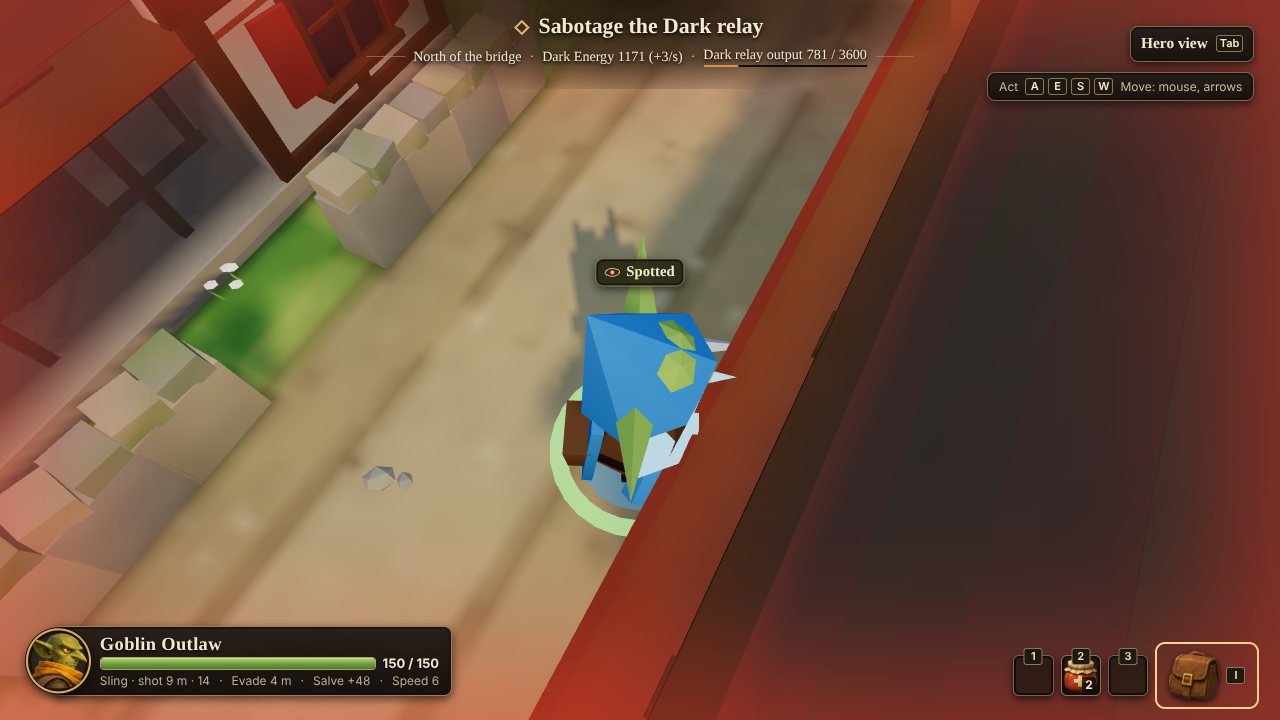 Sabotage the Dark relay
North of the bridge · Dark Energy 1171 (+3/s) · Dark relay output 781 / 3600
Hero view Tab
Act A E S W Move: mouse, arrows
Spotted
Goblin Outlaw
150 / 150
Sling · shot 9 m · 14 · Evade 4 m · Salve +48 · Speed 6
1 2 3
2
I